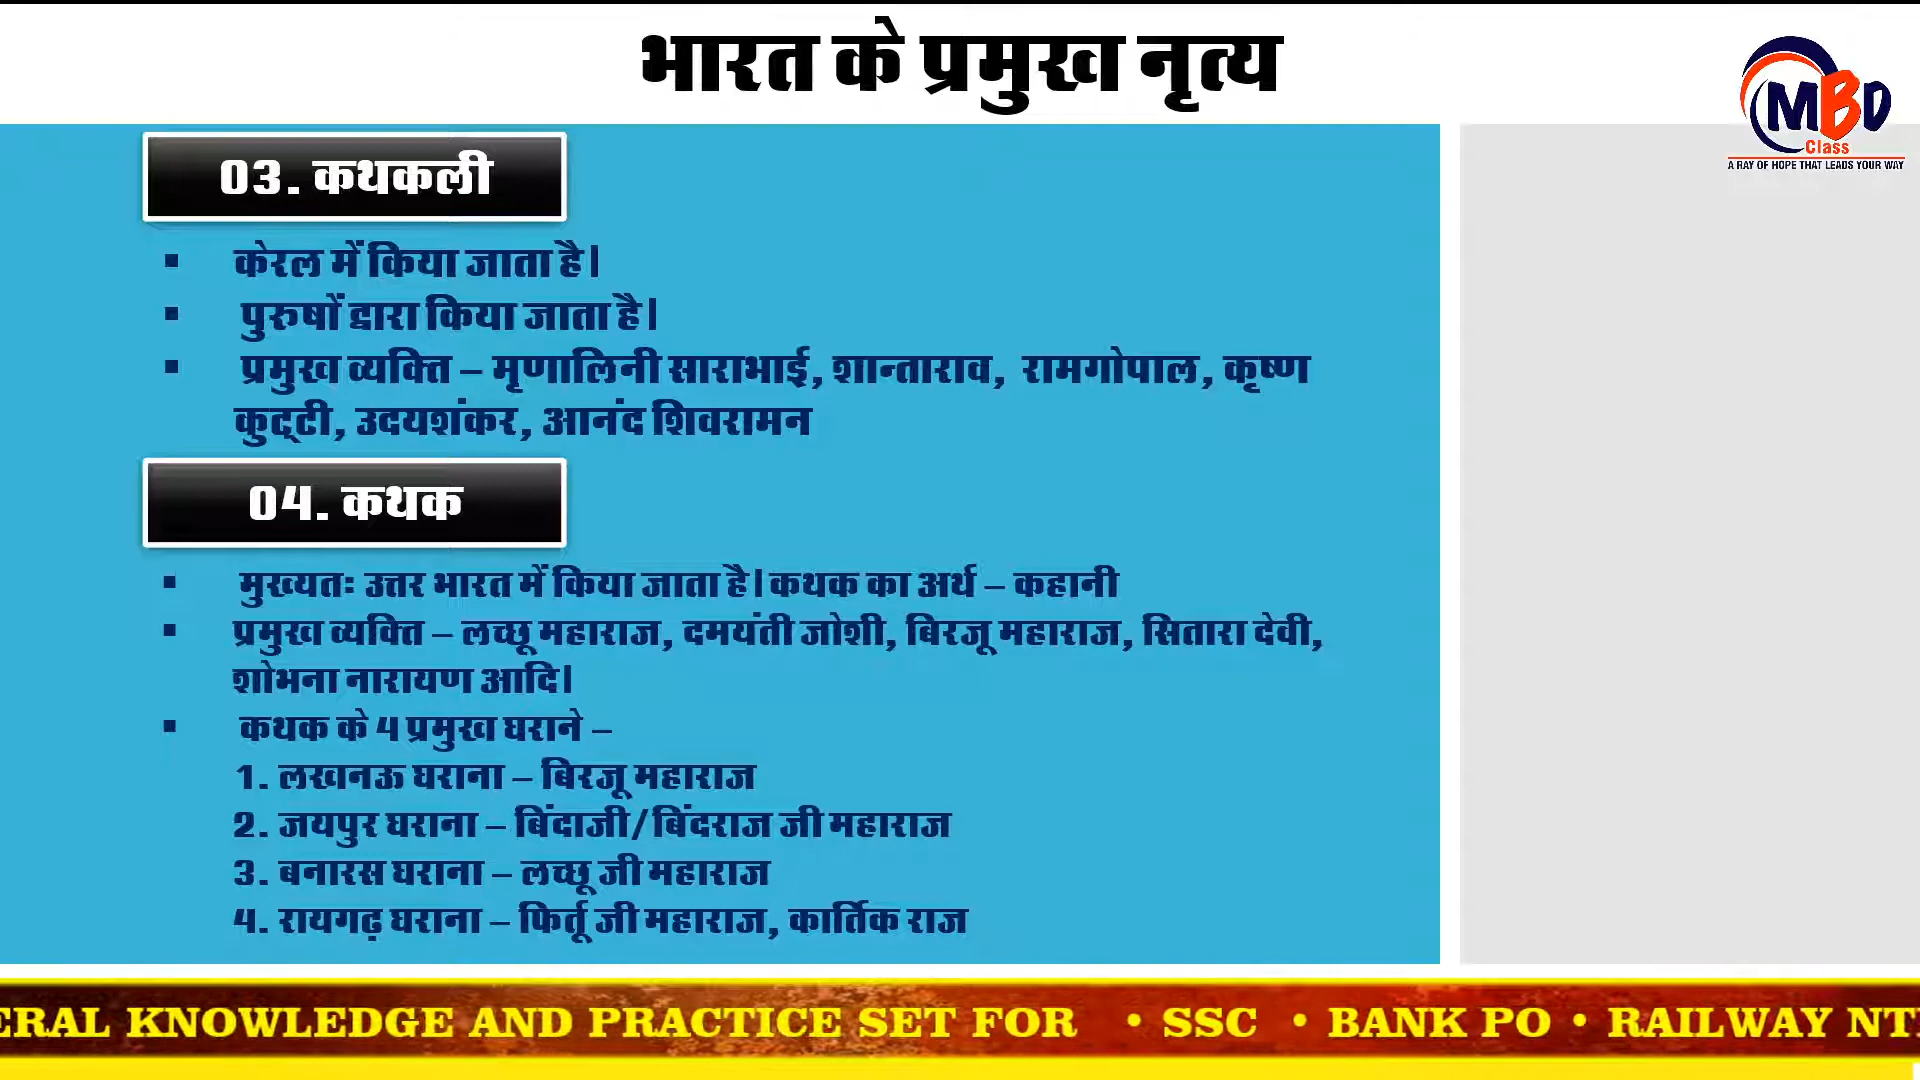 भारत के प्रमुख नृत्य
MBD
Class
A RAY OF HOPE THAT LEADS YOUR WAY
03. कथकली
▪ केरल में किया जाता है।
▪ पुरुषों द्वारा किया जाता है।
▪ प्रमुख व्यक्ति – मृणालिनी साराभाई, शान्ताराव, रामगोपाल, कृष्ण
कुट्टी, उदयशंकर, आनंद शिवरामन
04. कथक
▪ मुख्यतः उत्तर भारत में किया जाता है। कथक का अर्थ – कहानी
▪ प्रमुख व्यक्ति – लच्छू महाराज, दमयंती जोशी, बिरजू महाराज, सितारा देवी,
शोभना नारायण आदि।
▪ कथक के 4 प्रमुख घराने –
1. लखनऊ घराना – बिरजू महाराज
2. जयपुर घराना – बिंदाजी/बिंदराज जी महाराज
3. बनारस घराना – लच्छू जी महाराज
4. रायगढ़ घराना – फिर्तू जी महाराज, कार्तिक राज
ERAL KNOWLEDGE AND PRACTICE SET FOR • SSC • BANK PO • RAILWAY NT